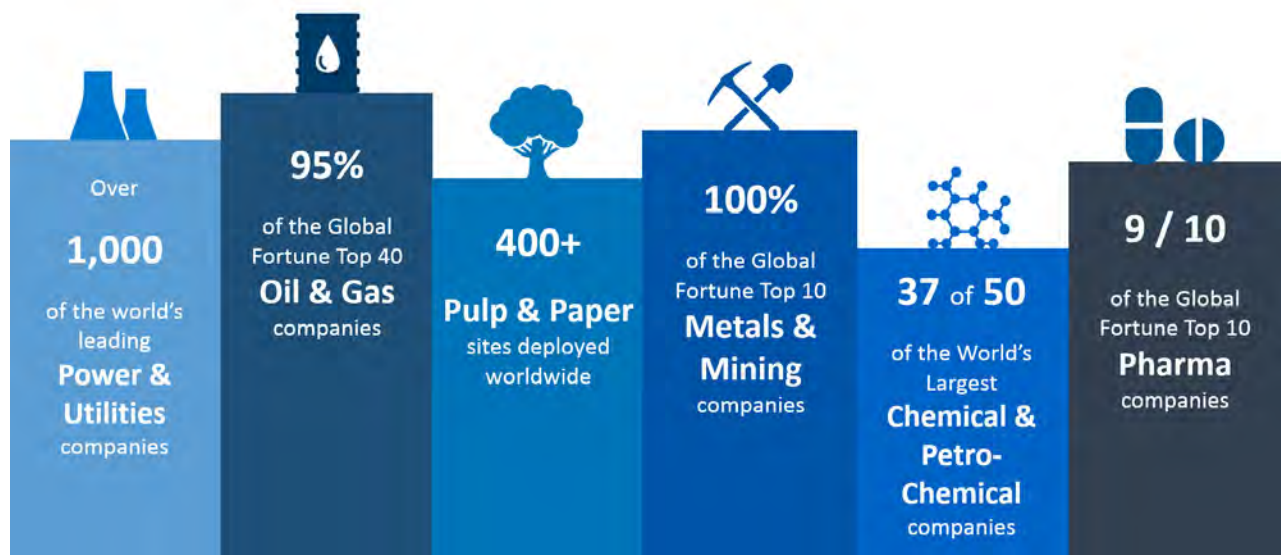 Over
1,000
of the world's
leading
Power &
Utilities
companies
95%
of the Global
Fortune Top 40
Oil & Gas
companies
400+
Pulp & Paper
sites deployed
worldwide
100%
of the Global
Fortune Top 10
Metals &
Mining
companies
37 of 50
of the World's
Largest
Chemical &
Petro-
Chemical
companies
9 / 10
of the Global
Fortune Top 10
Pharma
companies